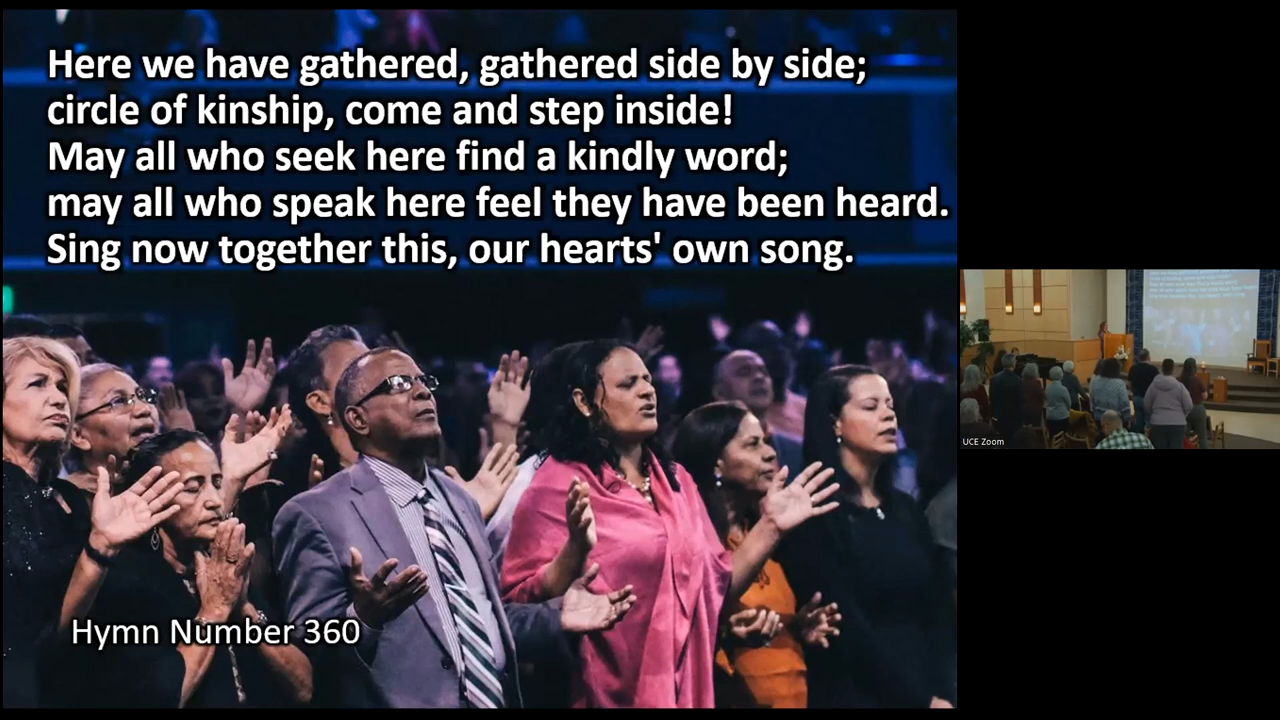 Here we have gathered, gathered side by side;
circle of kinship, come and step inside!
May all who seek here find a kindly word;
may all who speak here feel they have been heard.
Sing now together this, our hearts' own song.
Hymn Number 360
UCE Zoom